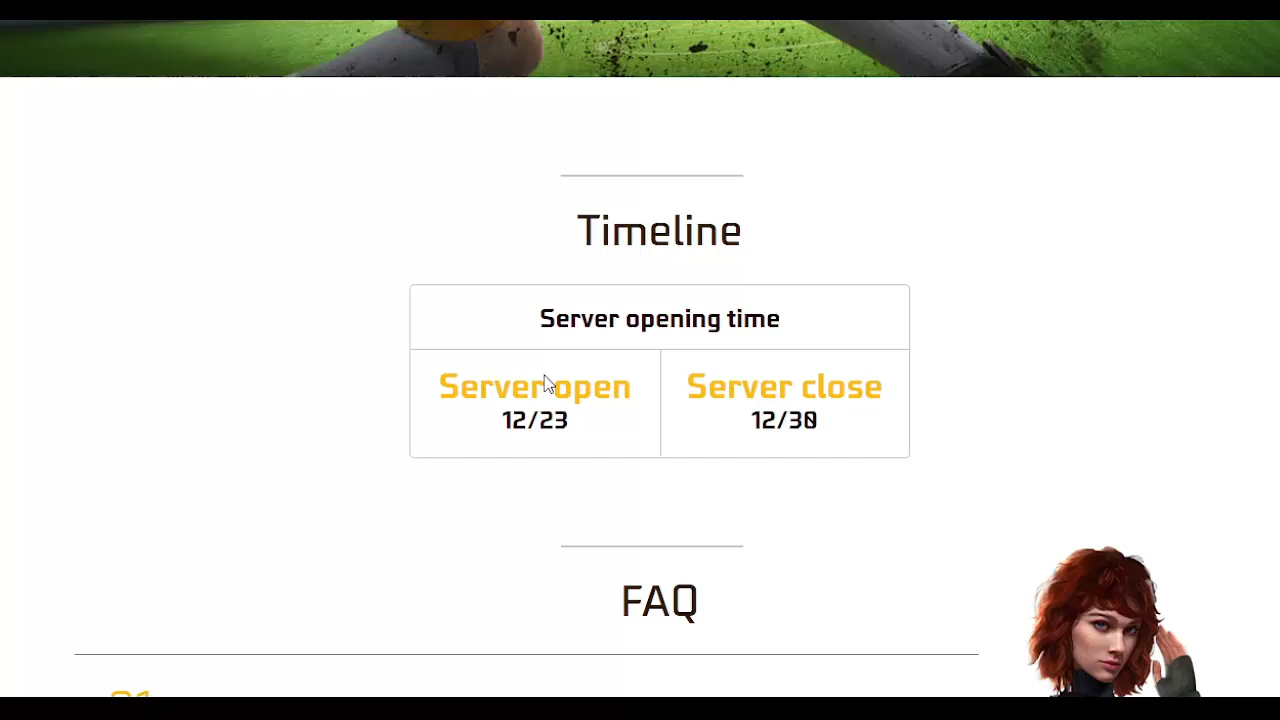 Timeline
Server opening time
Server open
12/23
Server close
12/30
FAQ